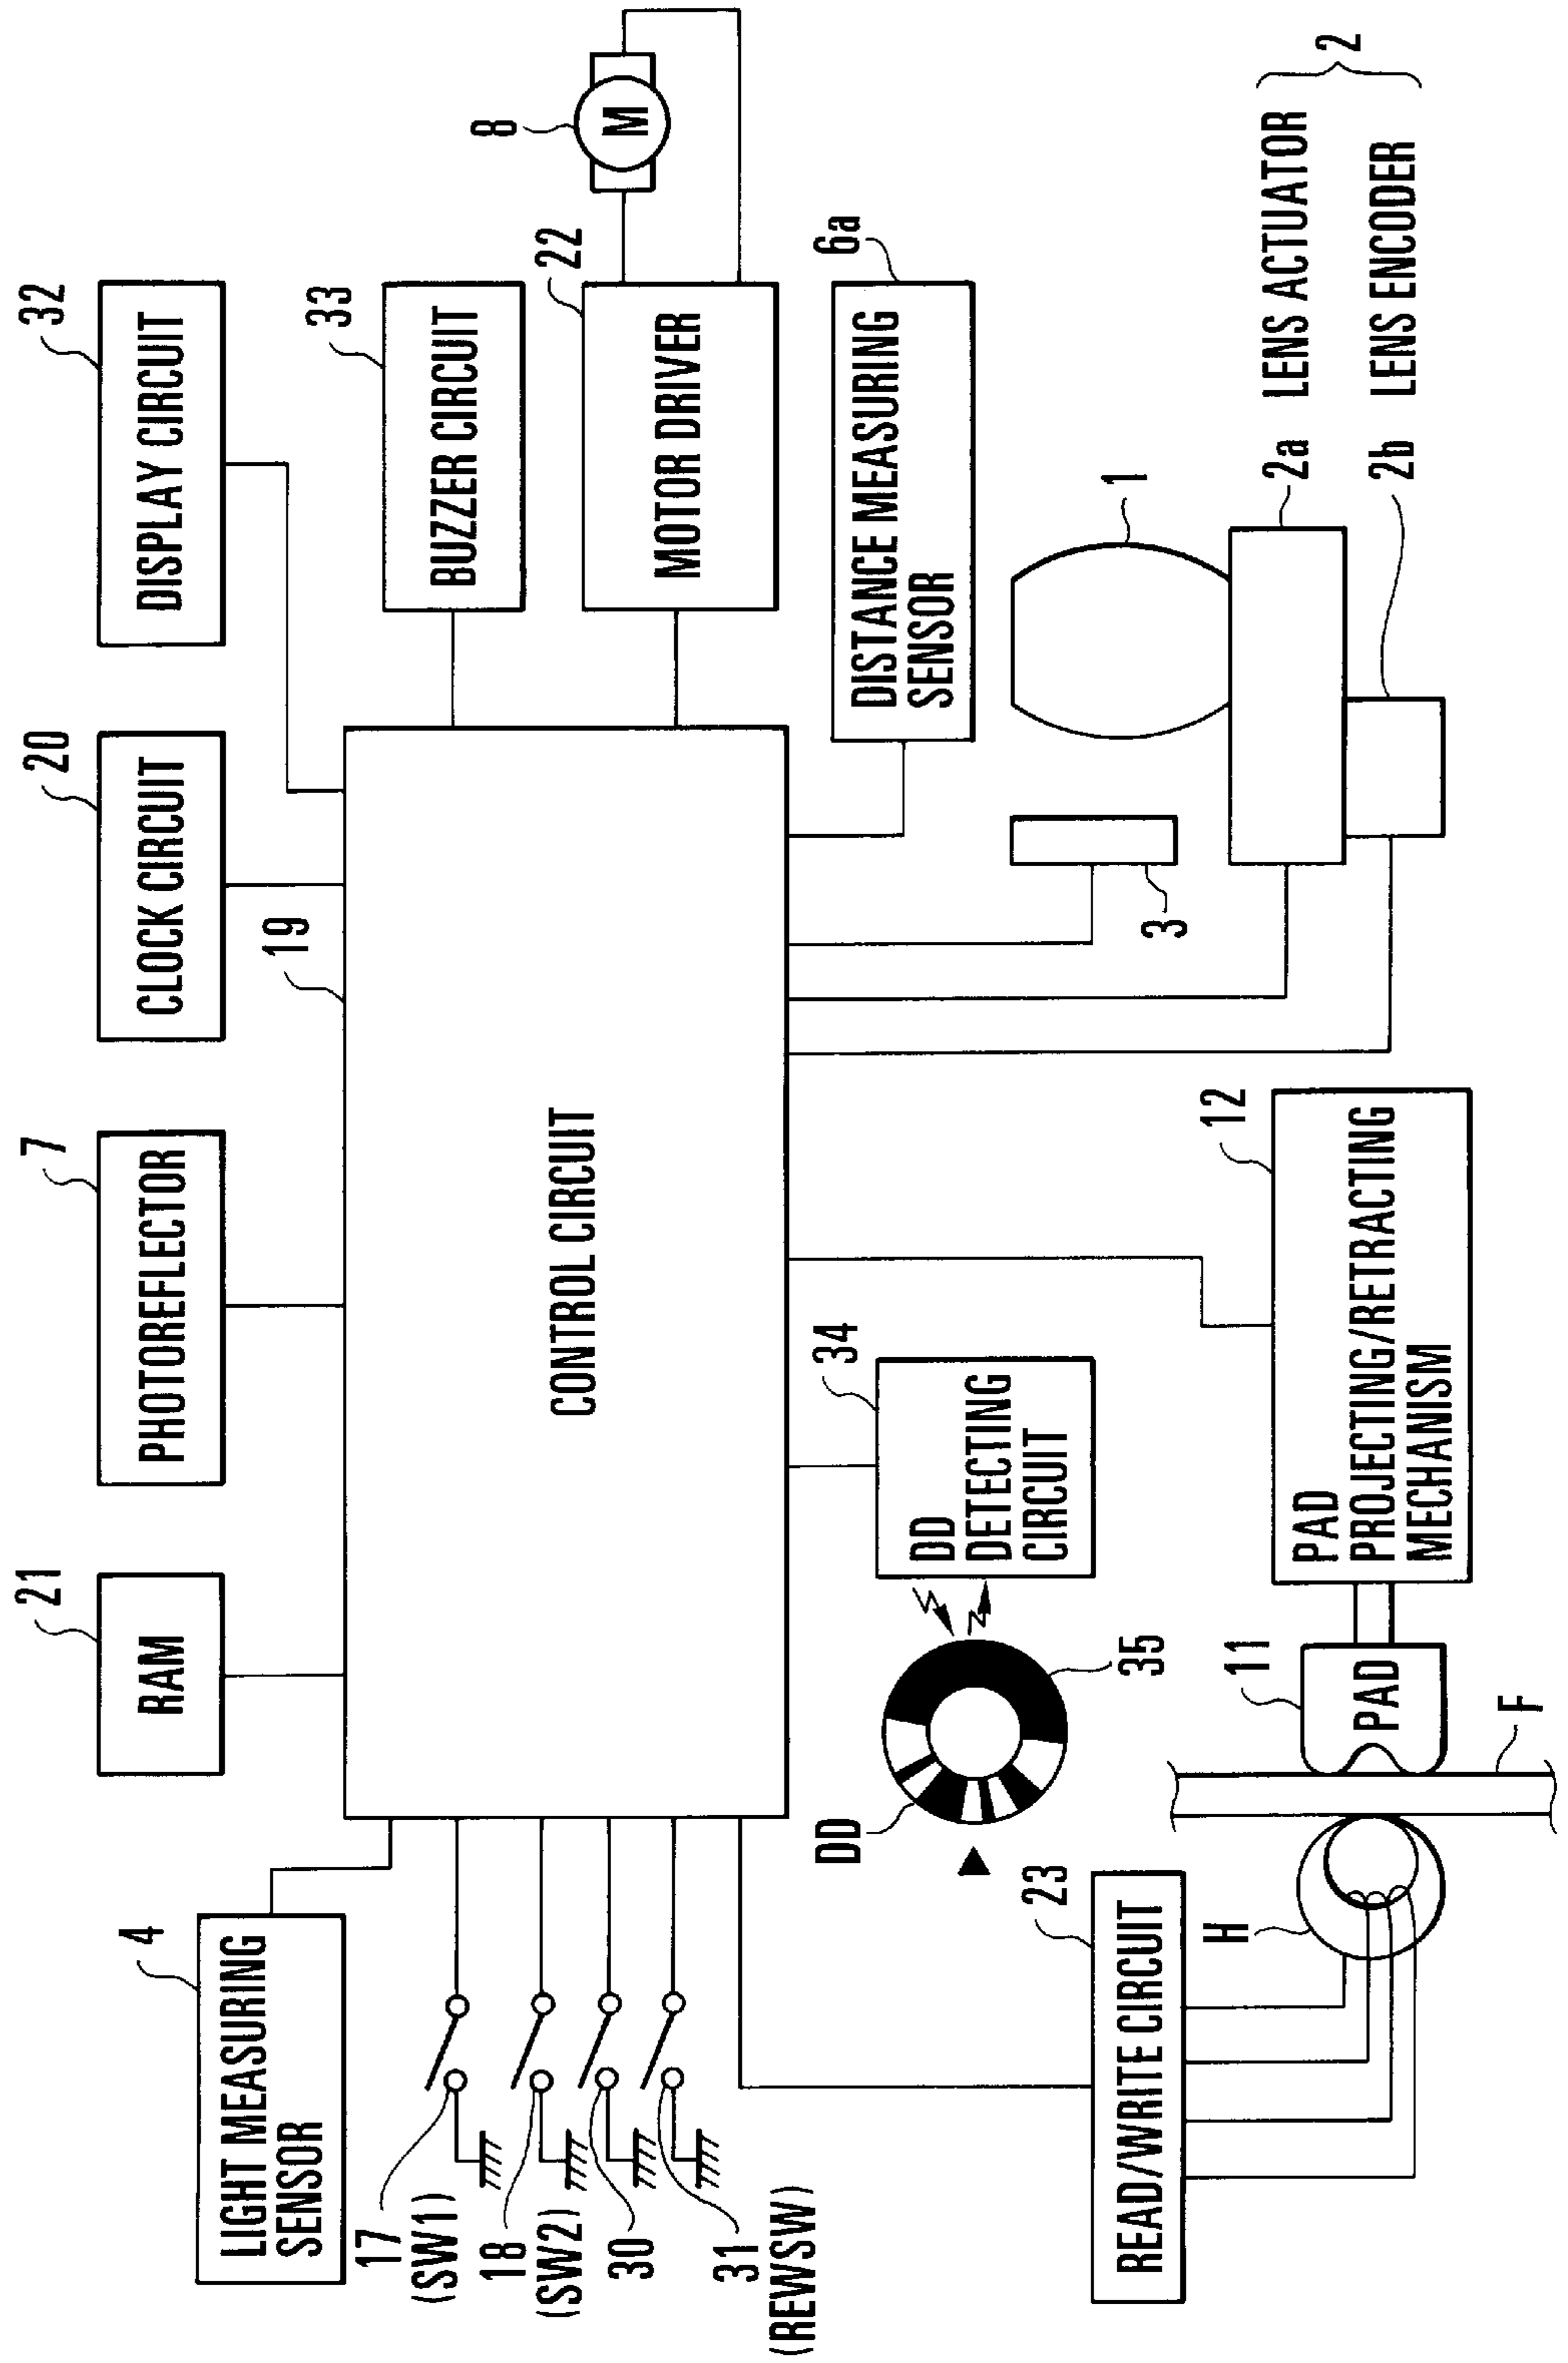 4
LIGHT MEASURING
SENSOR
21
RAM
7
PHOTOREFLECTOR
20
CLOCK CIRCUIT
32
DISPLAY CIRCUIT
19
CONTROL CIRCUIT
33
BUZZER CIRCUIT
22
MOTOR DRIVER
8
M
17
(SW1)
18
(SW2)
30
31
(REWSW)
6a
DISTANCE MEASURING
SENSOR
34
DD
DETECTING
CIRCUIT
DD
35
3
1
2a LENS ACTUATOR
2b LENS ENCODER
2
23
READ/WRITE CIRCUIT
H
11
PAD
F
12
PAD
PROJECTING/RETRACTING
MECHANISM